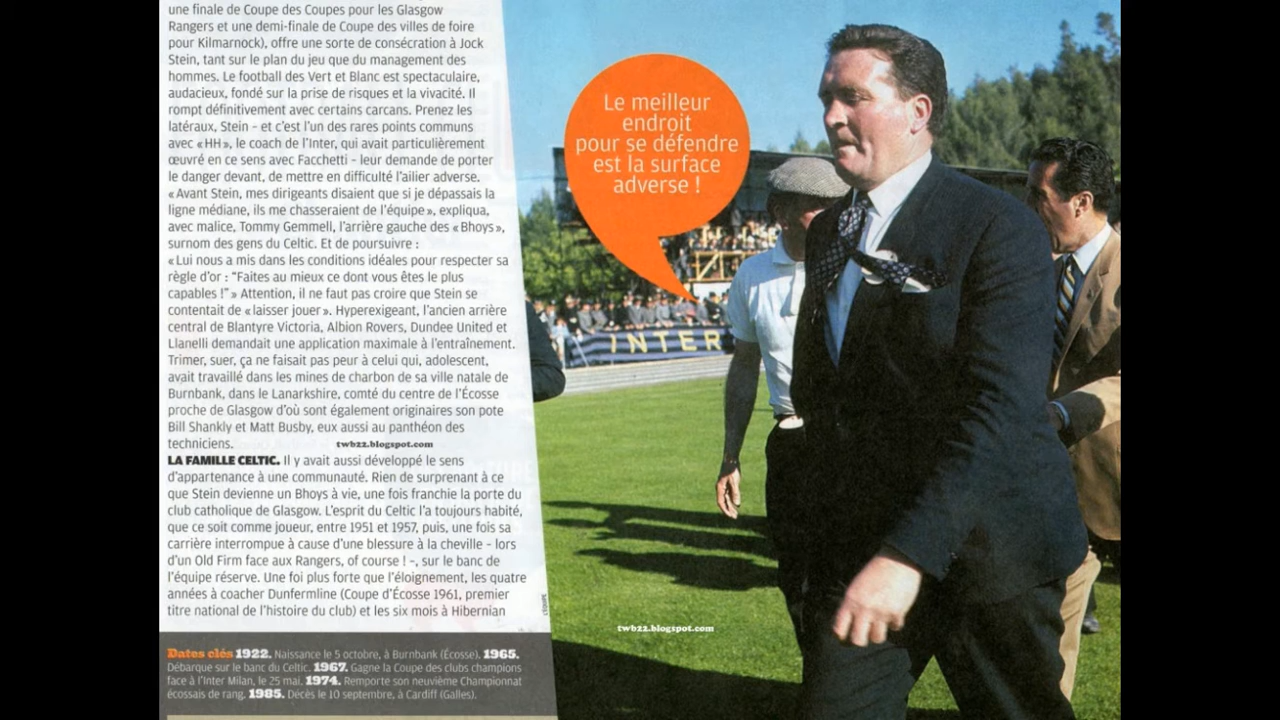 une finale de Coupe des Coupes pour les Glasgow
Rangers et une demi-finale de Coupe des villes de foire
pour Kilmarnock), offre une sorte de consécration à Jock
Stein, tant sur le plan du jeu que du management des
hommes. Le football des Vert et Blanc est spectaculaire,
audacieux, fondé sur la prise de risques et la vivacité. Il
rompt définitivement avec certains carcans. Prenez les
latéraux, Stein – et c'est l'un des rares points communs
avec « HH », le coach de l'Inter, qui avait particulièrement
œuvré en ce sens avec Facchetti – leur demande de porter
le danger devant, de mettre en difficulté l'ailier adverse.
« Avant Stein, mes dirigeants disaient que si je dépassais la
ligne médiane, ils me chasseraient de l'équipe », expliqua,
avec malice, Tommy Gemmell, l'arrière gauche des « Bhoys »,
surnom des gens du Celtic. Et de poursuivre :
« Lui nous a mis dans les conditions idéales pour respecter sa
règle d'or : “Faites au mieux ce dont vous êtes le plus
capables !” » Attention, il ne faut pas croire que Stein se
contentait de « laisser jouer ». Hyperexigeant, l'ancien arrière
central de Blantyre Victoria, Albion Rovers, Dundee United et
Llanelli demandait une application maximale à l'entraînement.
Trimer, suer, ça ne faisait pas peur à celui qui, adolescent,
avait travaillé dans les mines de charbon de sa ville natale de
Burnbank, dans le Lanarkshire, comté du centre de l'Écosse
proche de Glasgow d'où sont également originaires son pote
Bill Shankly et Matt Busby, eux aussi au panthéon des
techniciens.
twb22.blogspot.com
LA FAMILLE CELTIC. Il y avait aussi développé le sens
d'appartenance à une communauté. Rien de surprenant à ce
que Stein devienne un Bhoys à vie, une fois franchie la porte du
club catholique de Glasgow. L'esprit du Celtic l'a toujours habité,
que ce soit comme joueur, entre 1951 et 1957, puis, une fois sa
carrière interrompue à cause d'une blessure à la cheville – lors
d'un Old Firm face aux Rangers, of course ! –, sur le banc de
l'équipe réserve. Une foi plus forte que l'éloignement, les quatre
années à coacher Dunfermline (Coupe d'Écosse 1961, premier
titre national de l'histoire du club) et les six mois à Hibernian
Dates clés 1922. Naissance le 5 octobre, à Burnbank (Écosse). 1965.
Débarque sur le banc du Celtic. 1967. Gagne la Coupe des clubs champions
face à l'Inter Milan, le 25 mai. 1974. Remporte son neuvième Championnat
écossais de rang. 1985. Décès le 10 septembre, à Cardiff (Galles).
Le meilleur
endroit
pour se défendre
est la surface
adverse !
INTER
twb22.blogspot.com